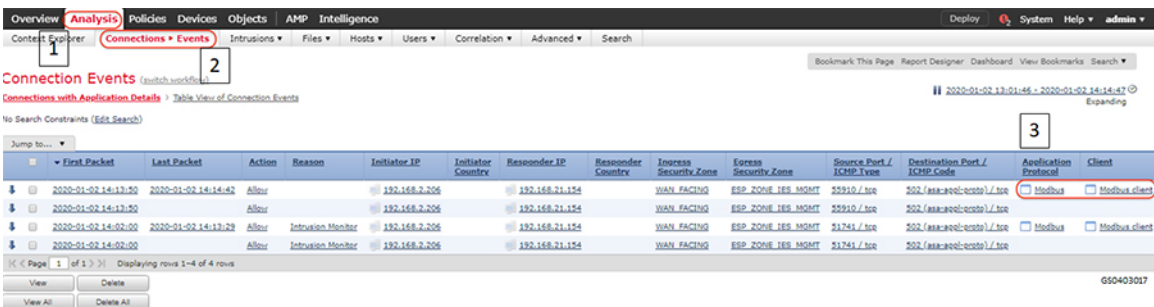 Overview Analysis Policies Devices Objects AMP Intelligence Deploy System Help ▾ admin ▾
Context Explorer Connections ▸ Events Intrusions ▾ Files ▾ Hosts ▾ Users ▾ Correlation ▾ Advanced ▾ Search
1
2
Bookmark This Page Report Designer Dashboard View Bookmarks Search ▾
Connection Events (switch workflow)
2020-01-02 13:01:46 - 2020-01-02 14:14:47
Expanding
Connections with Application Details > Table View of Connection Events
No Search Constraints (Edit Search)
3
Jump to... ▾
▾ First Packet Last Packet Action Reason Initiator IP Initiator Country Responder IP Responder Country Ingress Security Zone Egress Security Zone Source Port / ICMP Type Destination Port / ICMP Code Application Protocol Client
2020-01-02 14:13:50 2020-01-02 14:14:42 Allow 192.168.2.206 192.168.21.154 WAN_FACING ESP_ZONE_IES_MGMT 55910 / tcp 502 (asa-appl-proto) / tcp Modbus Modbus client
2020-01-02 14:13:50 Allow 192.168.2.206 192.168.21.154 WAN_FACING ESP_ZONE_IES_MGMT 55910 / tcp 502 (asa-appl-proto) / tcp
2020-01-02 14:02:00 2020-01-02 14:13:29 Allow Intrusion Monitor 192.168.2.206 192.168.21.154 WAN_FACING ESP_ZONE_IES_MGMT 51741 / tcp 502 (asa-appl-proto) / tcp Modbus Modbus client
2020-01-02 14:02:00 Allow Intrusion Monitor 192.168.2.206 192.168.21.154 WAN_FACING ESP_ZONE_IES_MGMT 51741 / tcp 502 (asa-appl-proto) / tcp
|< < Page 1 of 1 > >| Displaying rows 1–4 of 4 rows
View Delete
GS0403017
View All Delete All